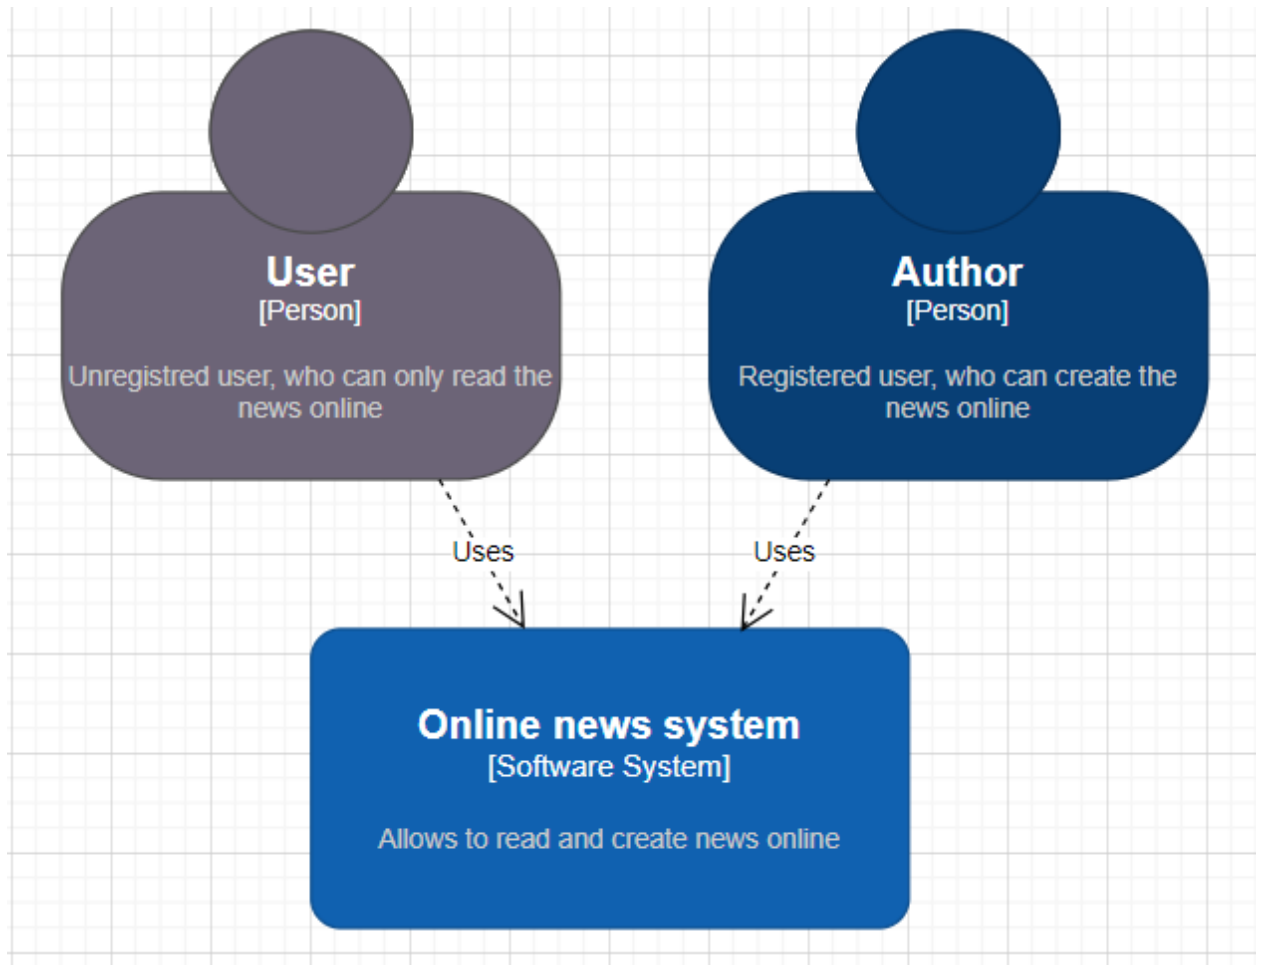 User
[Person]
Unregistred user, who can only read the
news online
Author
[Person]
Registered user, who can create the
news online
Uses
Uses
Online news system
[Software System]
Allows to read and create news online